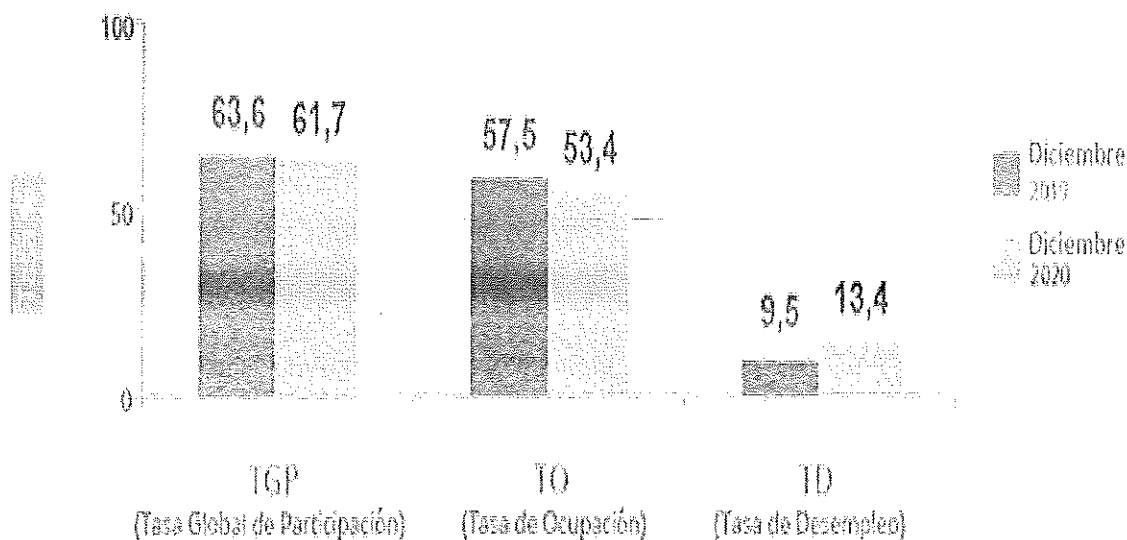 100
63,6 61,7
57,5 53,4
Diciembre
2019
50
Diciembre
2020
9,5 13,4
0
TGP
(Tasa Global de Participación)
TO
(Tasa de Ocupación)
TD
(Tasa de Desempleo)